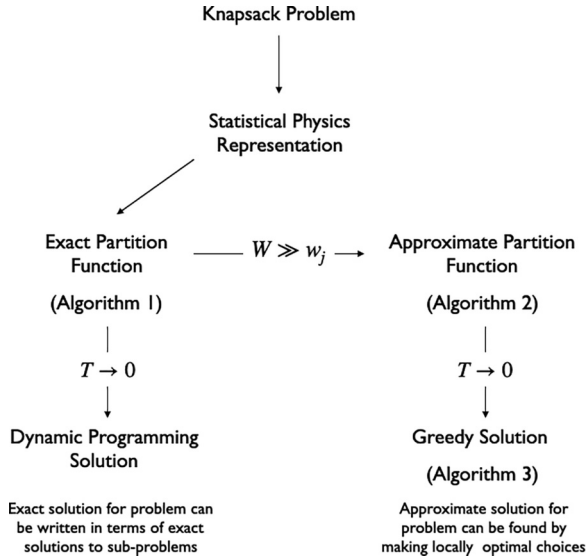 Knapsack Problem
Statistical Physics
Representation
Exact Partition
Function
(Algorithm 1)
W ≫ w_j
Approximate Partition
Function
(Algorithm 2)
T → 0
T → 0
Dynamic Programming
Solution
Greedy Solution
(Algorithm 3)
Exact solution for problem can
be written in terms of exact
solutions to sub-problems
Approximate solution for
problem can be found by
making locally optimal choices